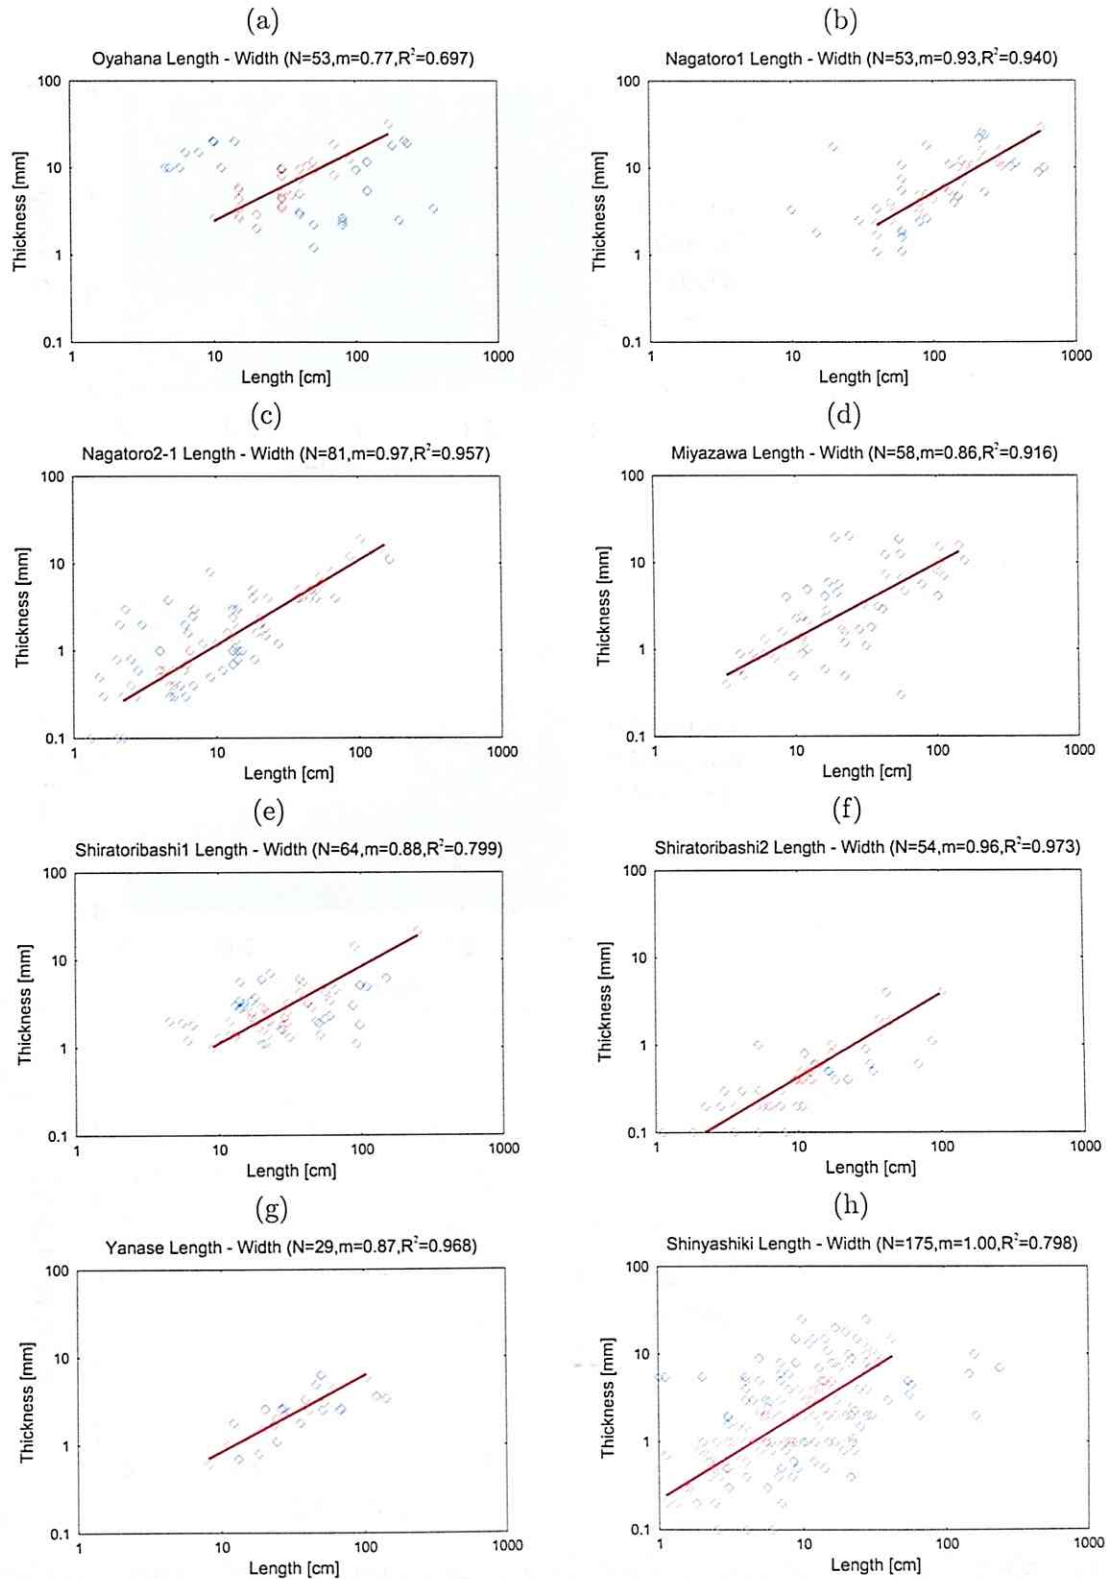 (a)
Oyahana Length - Width (N=53,m=0.77,R²=0.697)
100
10
1
0.1
Thickness [mm]
1 10 100 1000
Length [cm]
(b)
Nagatoro1 Length - Width (N=53,m=0.93,R²=0.940)
100
10
1
0.1
Thickness [mm]
1 10 100 1000
Length [cm]
(c)
Nagatoro2-1 Length - Width (N=81,m=0.97,R²=0.957)
100
10
1
0.1
Thickness [mm]
1 10 100 1000
Length [cm]
(d)
Miyazawa Length - Width (N=58,m=0.86,R²=0.916)
100
10
1
0.1
Thickness [mm]
1 10 100 1000
Length [cm]
(e)
Shiratoribashi1 Length - Width (N=64,m=0.88,R²=0.799)
100
10
1
0.1
Thickness [mm]
1 10 100 1000
Length [cm]
(f)
Shiratoribashi2 Length - Width (N=54,m=0.96,R²=0.973)
100
10
1
0.1
Thickness [mm]
1 10 100 1000
Length [cm]
(g)
Yanase Length - Width (N=29,m=0.87,R²=0.968)
100
10
1
0.1
Thickness [mm]
1 10 100 1000
Length [cm]
(h)
Shinyashiki Length - Width (N=175,m=1.00,R²=0.798)
100
10
1
0.1
Thickness [mm]
1 10 100 1000
Length [cm]